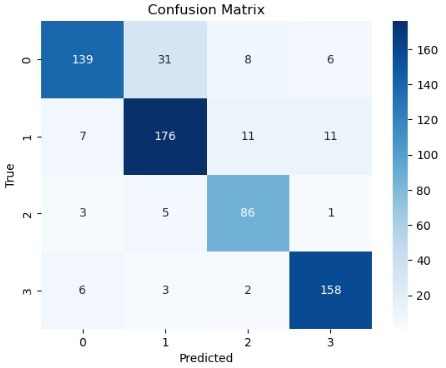 Confusion Matrix
0 139 31 8 6
1 7 176 11 11
2 3 5 86 1
3 6 3 2 158
0 1 2 3
True
Predicted
160
140
120
100
80
60
40
20